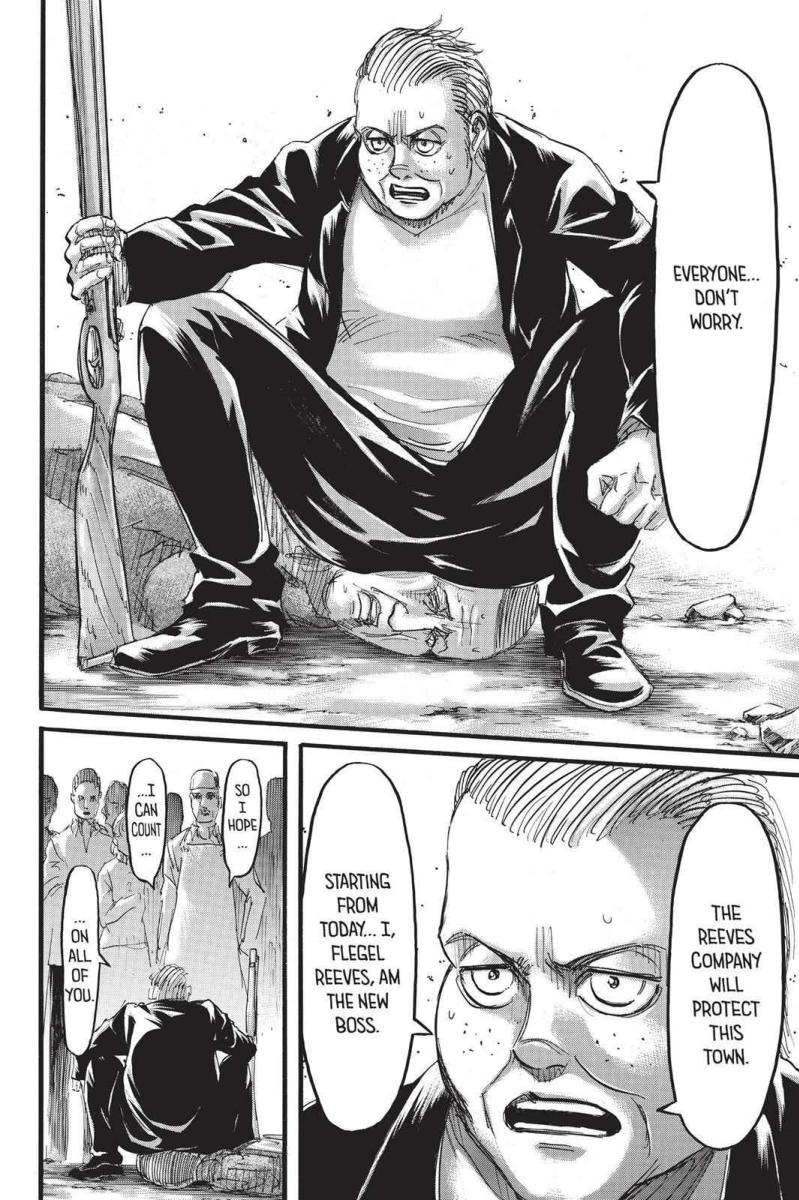 EVERYONE...
DON'T
WORRY.
THE
REEVES
COMPANY
WILL
PROTECT
THIS
TOWN.
STARTING
FROM
TODAY... I,
FLEGEL
REEVES, AM
THE NEW
BOSS.
SO
I
HOPE
...
...I
CAN
COUNT
...
...
ON
ALL
OF
YOU.